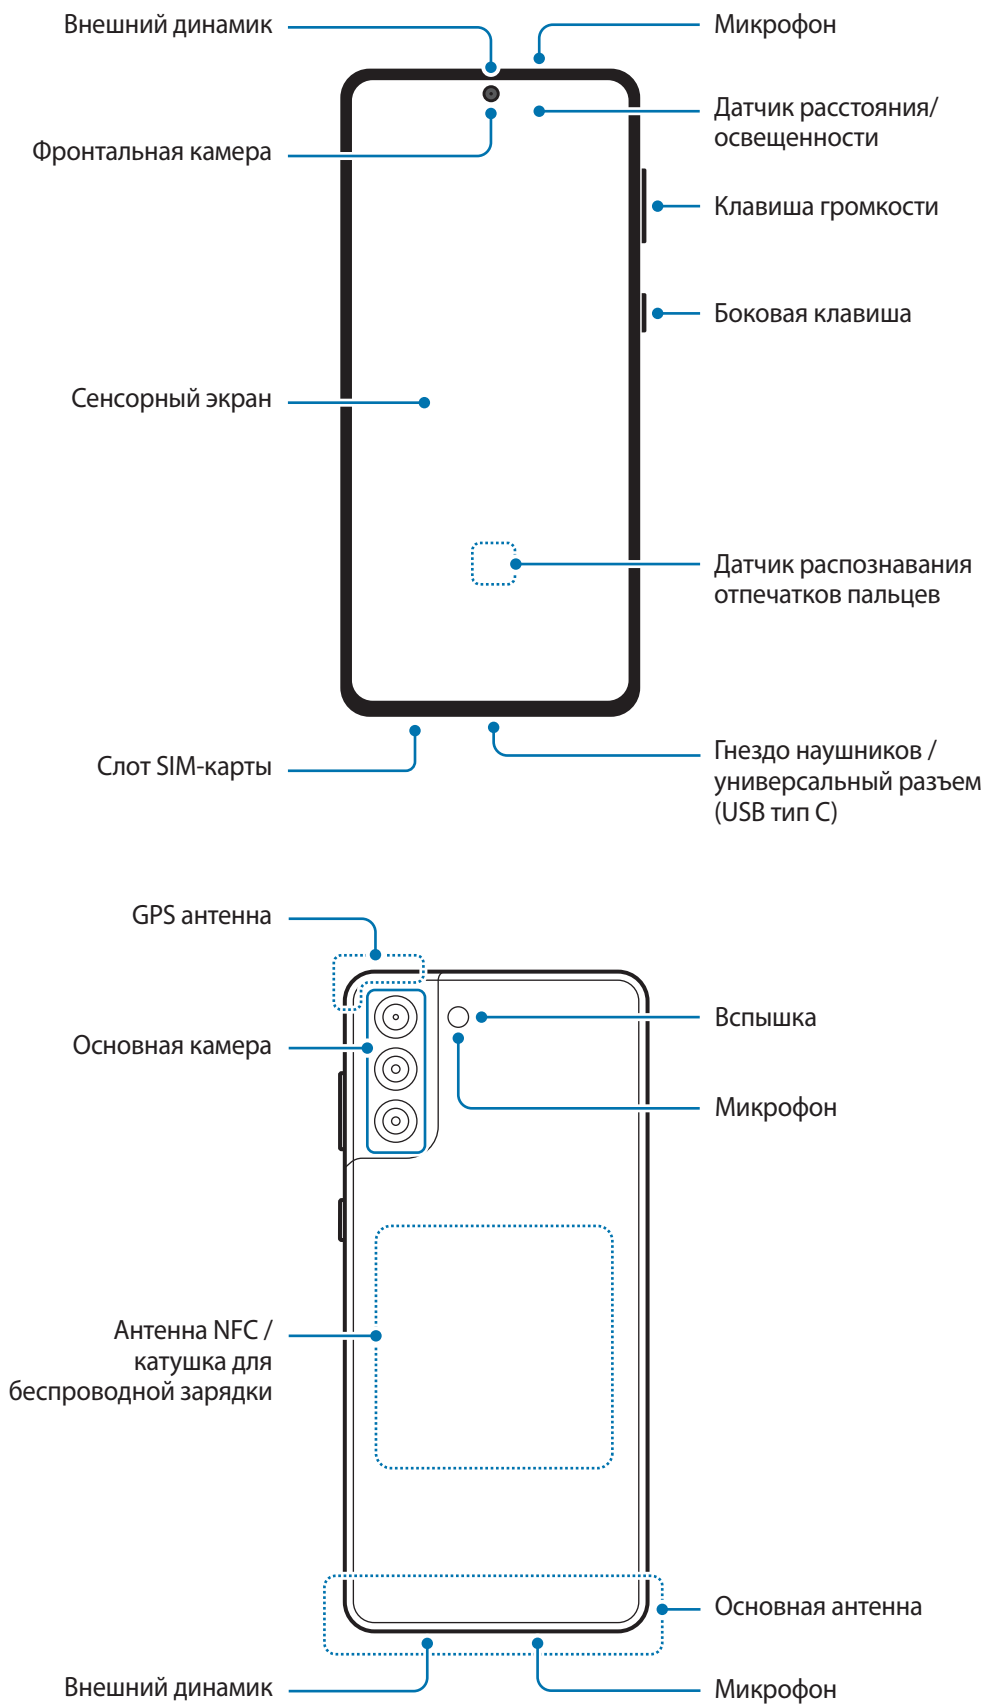 Внешний динамик
Микрофон
Датчик расстояния/
освещенности
Фронтальная камера
Клавиша громкости
Боковая клавиша
Сенсорный экран
Датчик распознавания
отпечатков пальцев
Слот SIM-карты
Гнездо наушников /
универсальный разъем
(USB тип C)
GPS антенна
Вспышка
Основная камера
Микрофон
Антенна NFC /
катушка для
беспроводной зарядки
Основная антенна
Внешний динамик
Микрофон